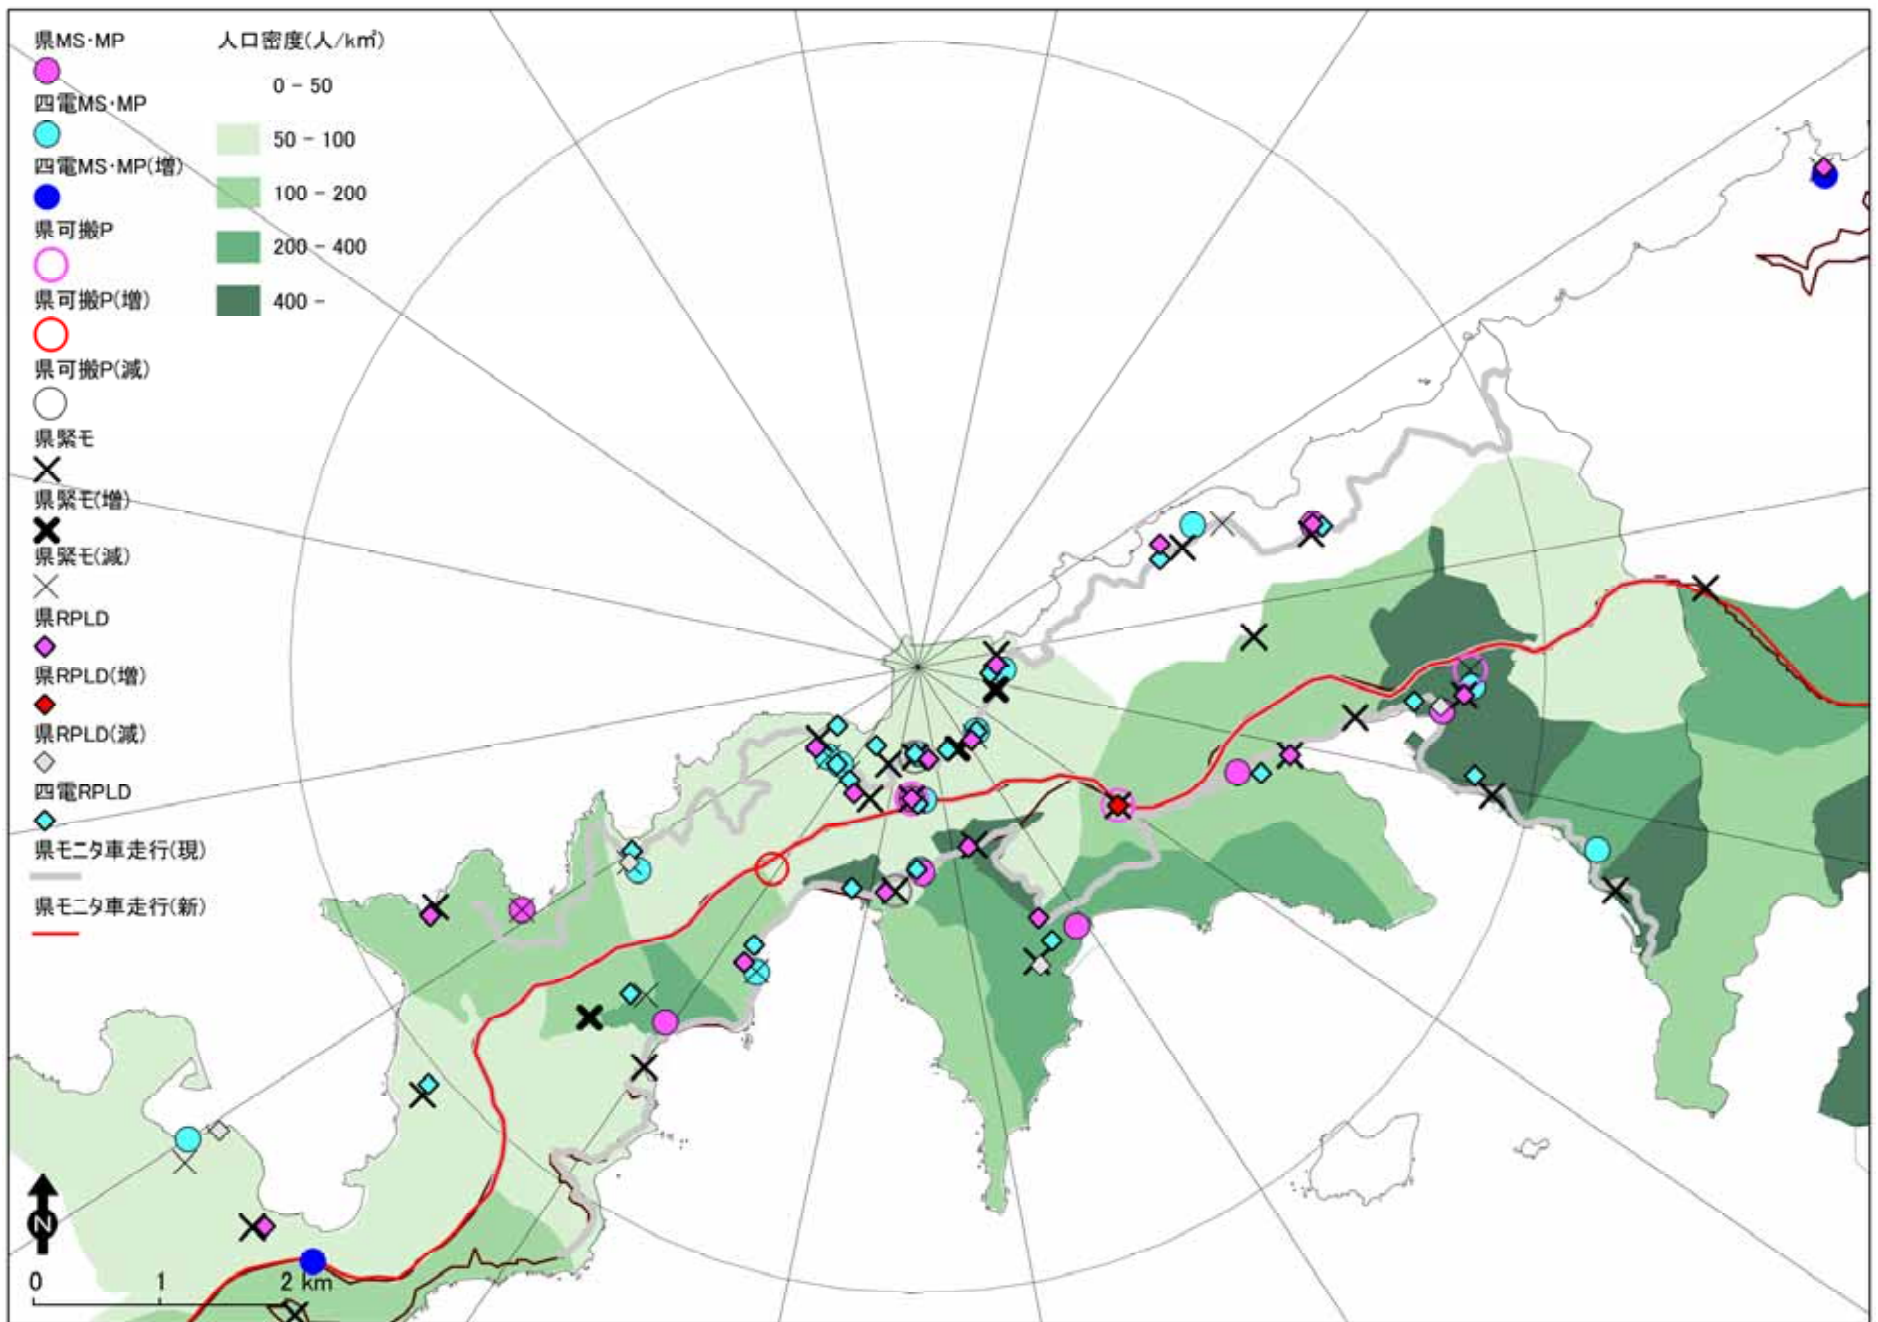 県MS・MP
人口密度(人/k㎡)
0 - 50
四電MS・MP
50 - 100
四電MS・MP(増)
100 - 200
県可搬P
200 - 400
県可搬P(増)
400 -
県可搬P(減)
県緊モ
県緊モ(増)
県緊モ(減)
県RPLD
県RPLD(増)
県RPLD(減)
四電RPLD
県モニタ車走行(現)
県モニタ車走行(新)
N
0 1 2 km